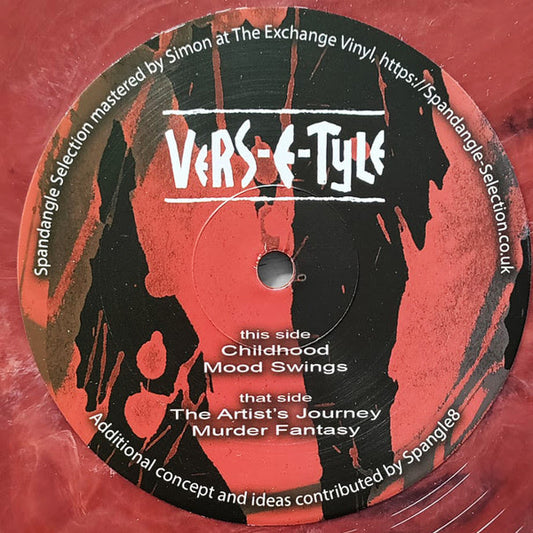 Spandangle Selection mastered by Simon at The Exchange Vinyl, https://Spandangle-Selection.co.uk
VERS-E-TYLE
this side
Childhood
Mood Swings
that side
The Artist's Journey
Murder Fantasy
Additional concept and ideas contributed by Spangle8